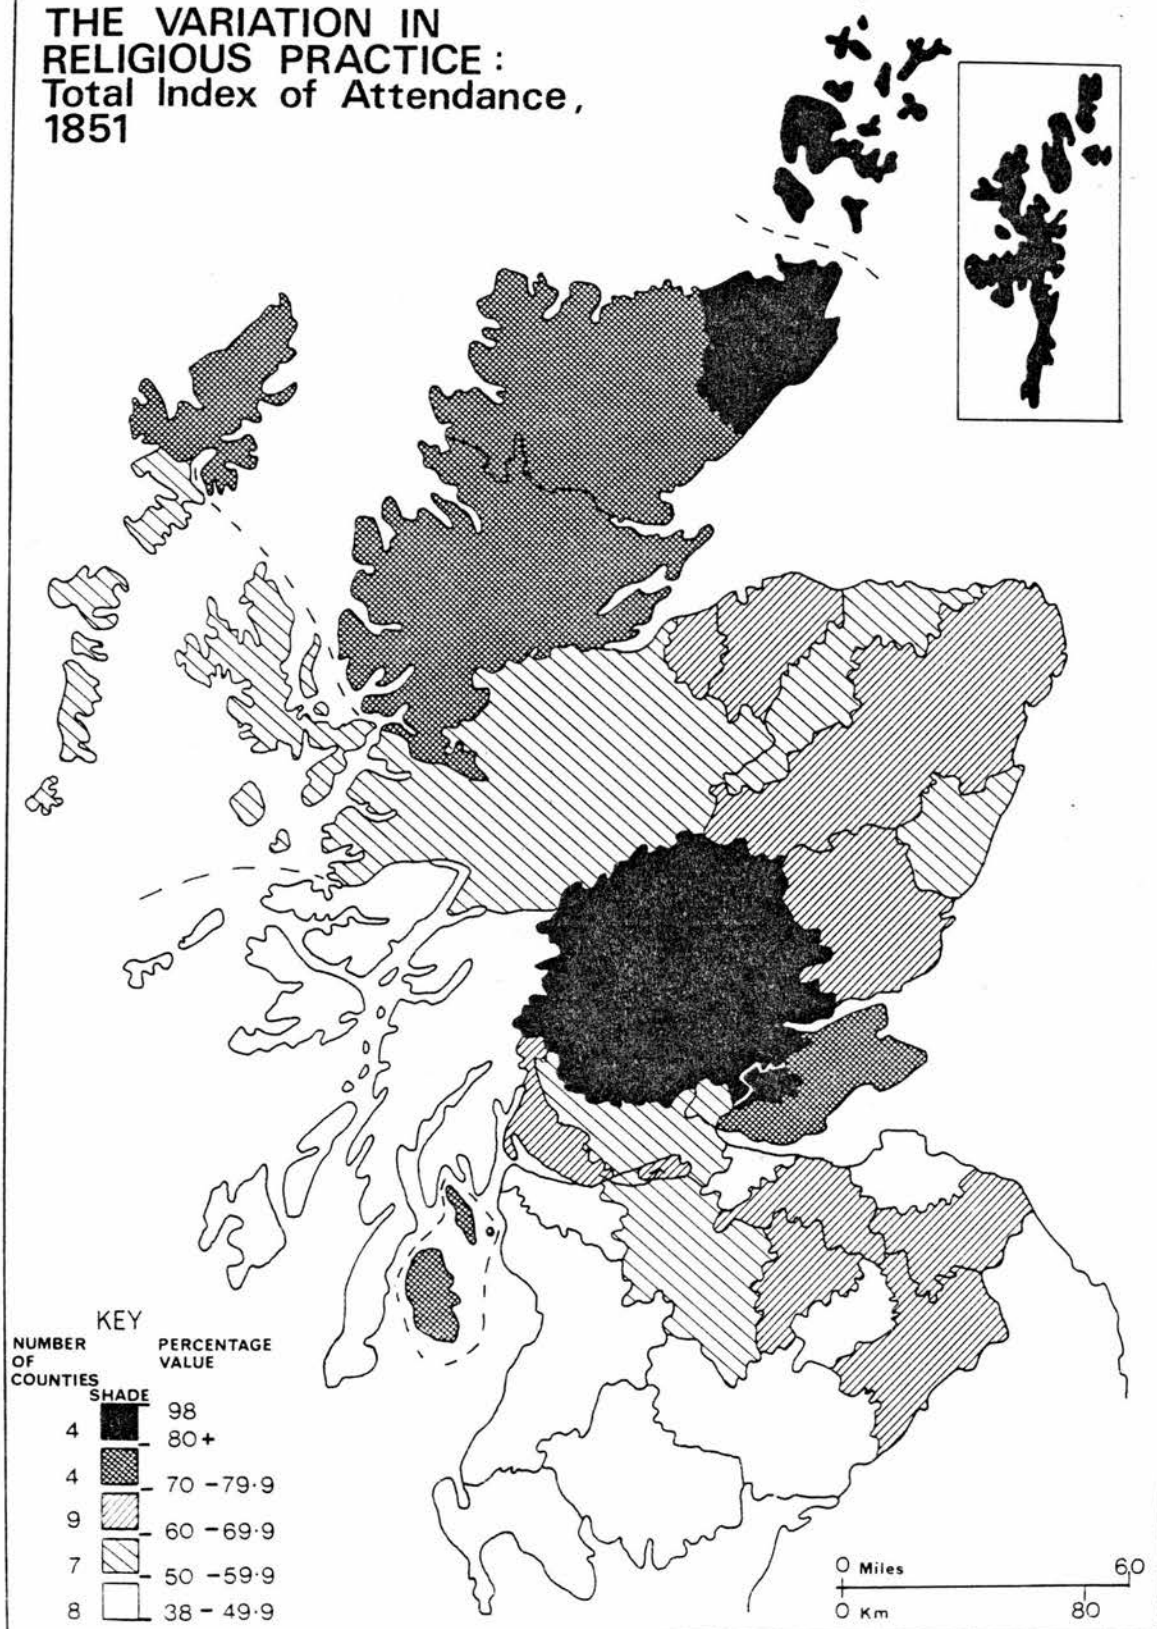 THE VARIATION IN
RELIGIOUS PRACTICE :
Total Index of Attendance,
1851
KEY
NUMBER
OF
COUNTIES
SHADE
PERCENTAGE
VALUE
98
4
80 +
4
70 - 79·9
9
60 - 69·9
7
50 - 59·9
8
38 - 49·9
0 Miles 60
0 Km 80